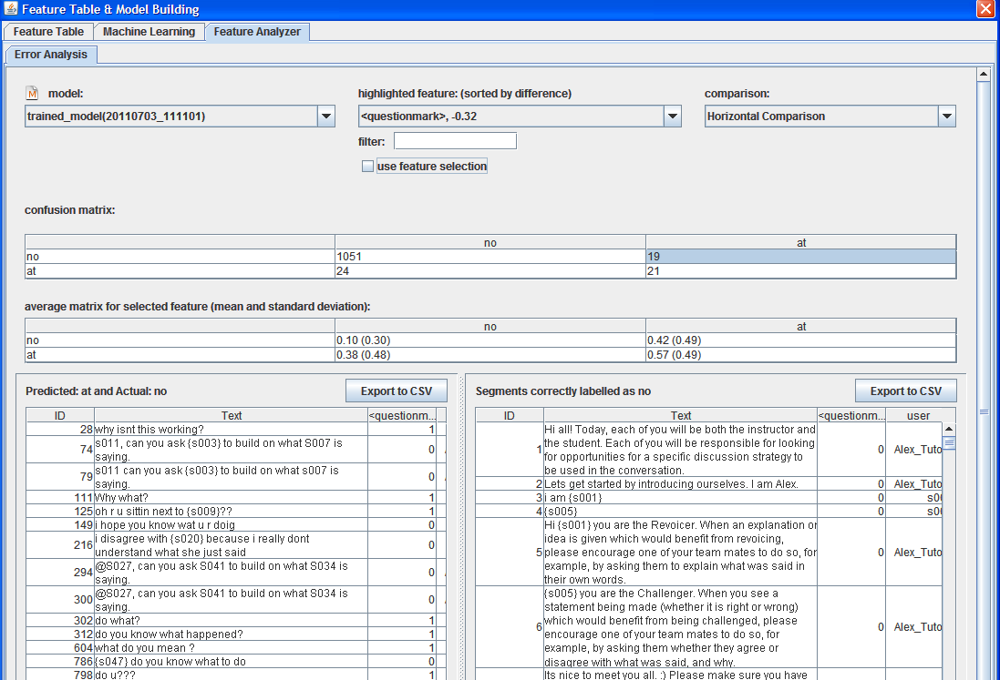 Feature Table & Model Building
Feature Table Machine Learning Feature Analyzer
Error Analysis
M model: highlighted feature: (sorted by difference) comparison:
trained_model(20110703_111101) <questionmark>, -0.32 Horizontal Comparison
filter:
use feature selection
confusion matrix:
no at
no 1051 19
at 24 21
average matrix for selected feature (mean and standard deviation):
no at
no 0.10 (0.30) 0.42 (0.49)
at 0.38 (0.48) 0.57 (0.49)
Predicted: at and Actual: no Export to CSV
ID Text <questionm...
28 why isnt this working? 1
74 s011, can you ask {s003} to build on what S007 is 0
saying.
79 s011 can you ask {s003} to build on what s007 is 0
saying.
111 Why what? 1
125 oh r u sittin next to {s009}?? 1
149 i hope you know wat u r doig 0
216 i disagree with {s020} because i really dont 0
understand what she just said
294 @S027, can you ask S041 to build on what S034 is 0
saying.
300 @S027, can you ask S041 to build on what S034 is 0
saying.
302 do what? 1
312 do you know what happened? 1
604 what do you mean ? 1
786 {s047} do you know what to do 0
798 do u??? 1
Segments correctly labelled as no Export to CSV
ID Text <questionm... user
1 Hi all! Today, each of you will be both the instructor and 0 Alex_Tuto
the student. Each of you will be responsible for looking
for opportunities for a specific discussion strategy to
be used in the conversation.
2 Lets get started by introducing ourselves. I am Alex. 0 Alex_Tuto
3 i am {s001} 0 s00
4 {s005} 0 s00
5 Hi {s001} you are the Revoicer. When an explanation or 0 Alex_Tuto
idea is given which would benefit from revoicing,
please encourage one of your team mates to do so, for
example, by asking them to explain what was said in
their own words.
6 {s005} you are the Challenger. When you see a 0 Alex_Tuto
statement being made (whether it is right or wrong)
which would benefit from being challenged, please
encourage one of your team mates to do so, for
example, by asking them whether they agree or
disagree with what was said, and why.
Its nice to meet you all. :) Please make sure you have